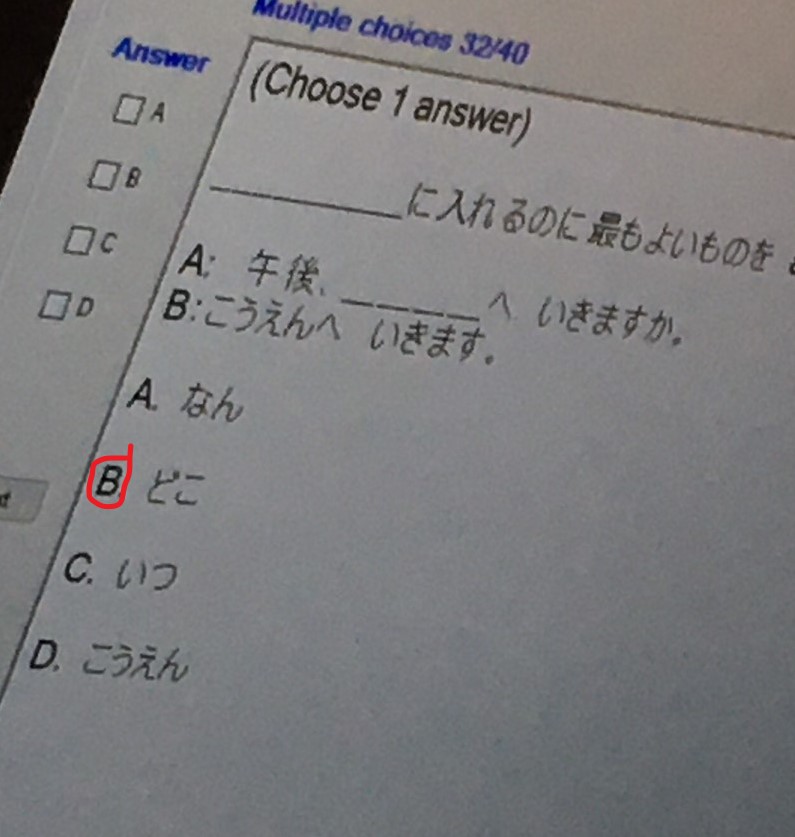 Multiple choices 32/40
Answer
(Choose 1 answer)
A
B
C
D
__________に入れるのに最もよいものを
A: 午後、______へ いきますか。
B:こうえんへ いきます。
A. なん
B. どこ
C. いつ
D. こうえん